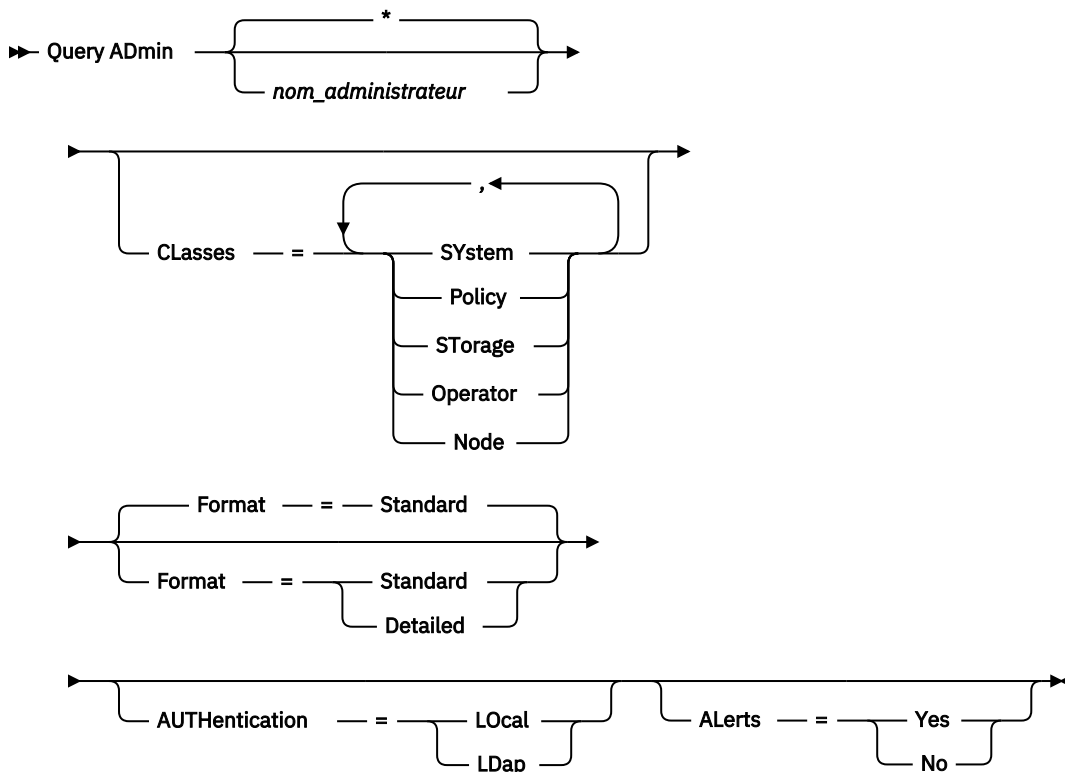 *
Query ADmin
nom_administrateur
,
CLasses = SYstem
Policy
STorage
Operator
Node
Format = Standard
Format = Standard
Detailed
AUTHentication = LOcal ALerts = Yes
LDap No